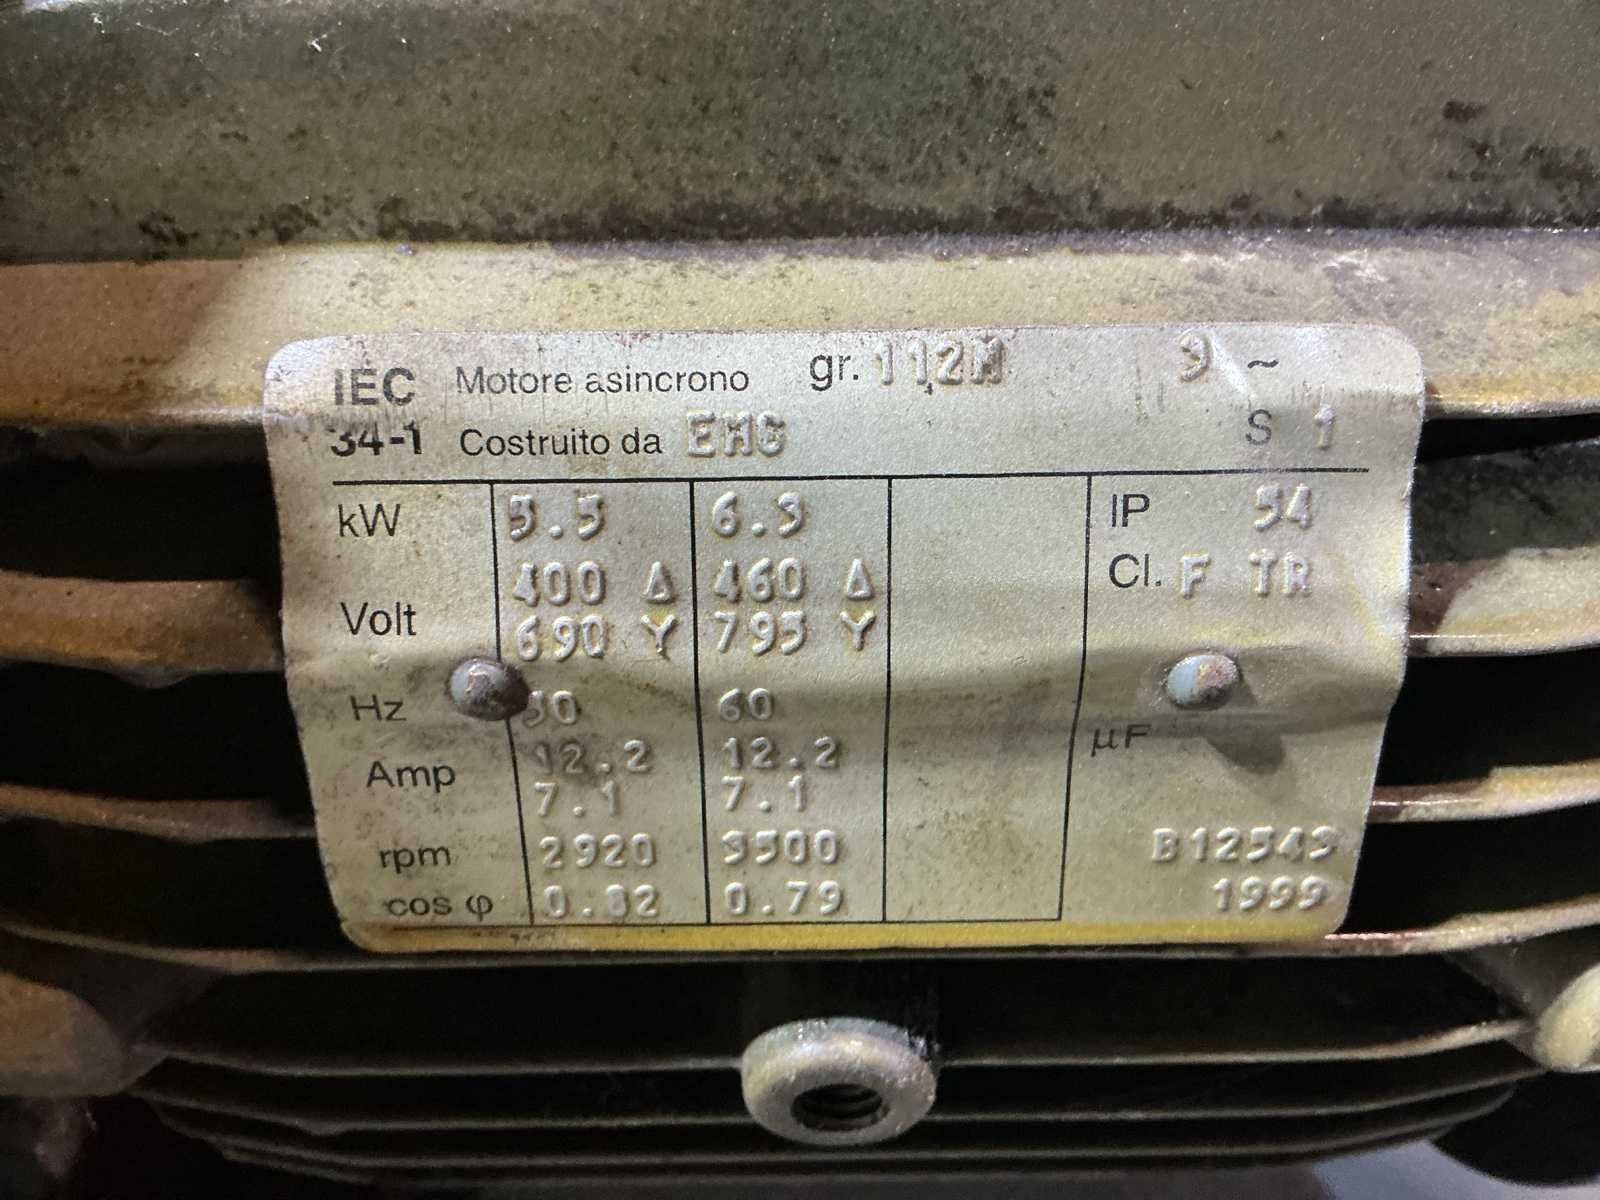 IEC Motore asincrono gr. 112M 3 ~
34-1 Costruito da EMG S 1
kW 5.5 6.3 IP 54
400 Δ 460 Δ Cl. F TR
Volt 690 Y 795 Y
Hz 50 60
µF
Amp 12.2 12.2
7.1 7.1
rpm 2920 3500 B12543
cos φ 0.82 0.79 1999